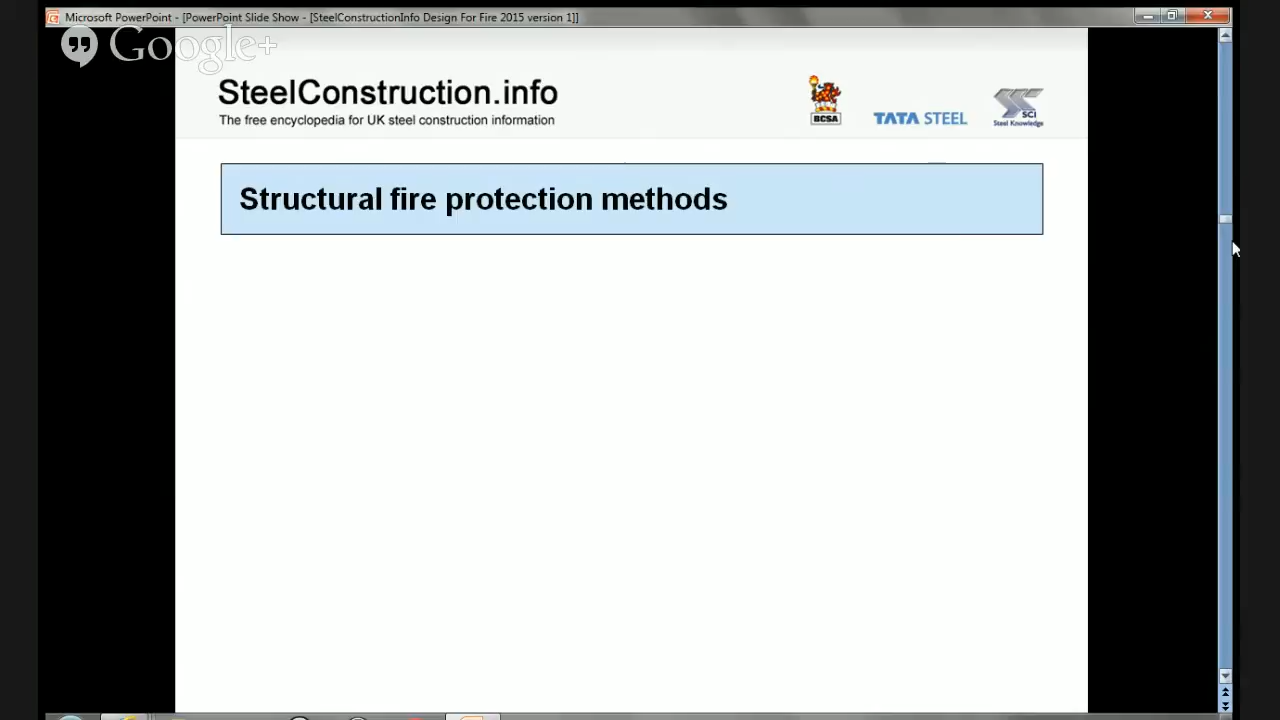 Microsoft PowerPoint - [PowerPoint Slide Show - [SteelConstructionInfo Design For Fire 2015 version 1]]
Google+
SteelConstruction.info
The free encyclopedia for UK steel construction information
BCSA
TATA STEEL
SCI
Steel Knowledge
Structural fire protection methods